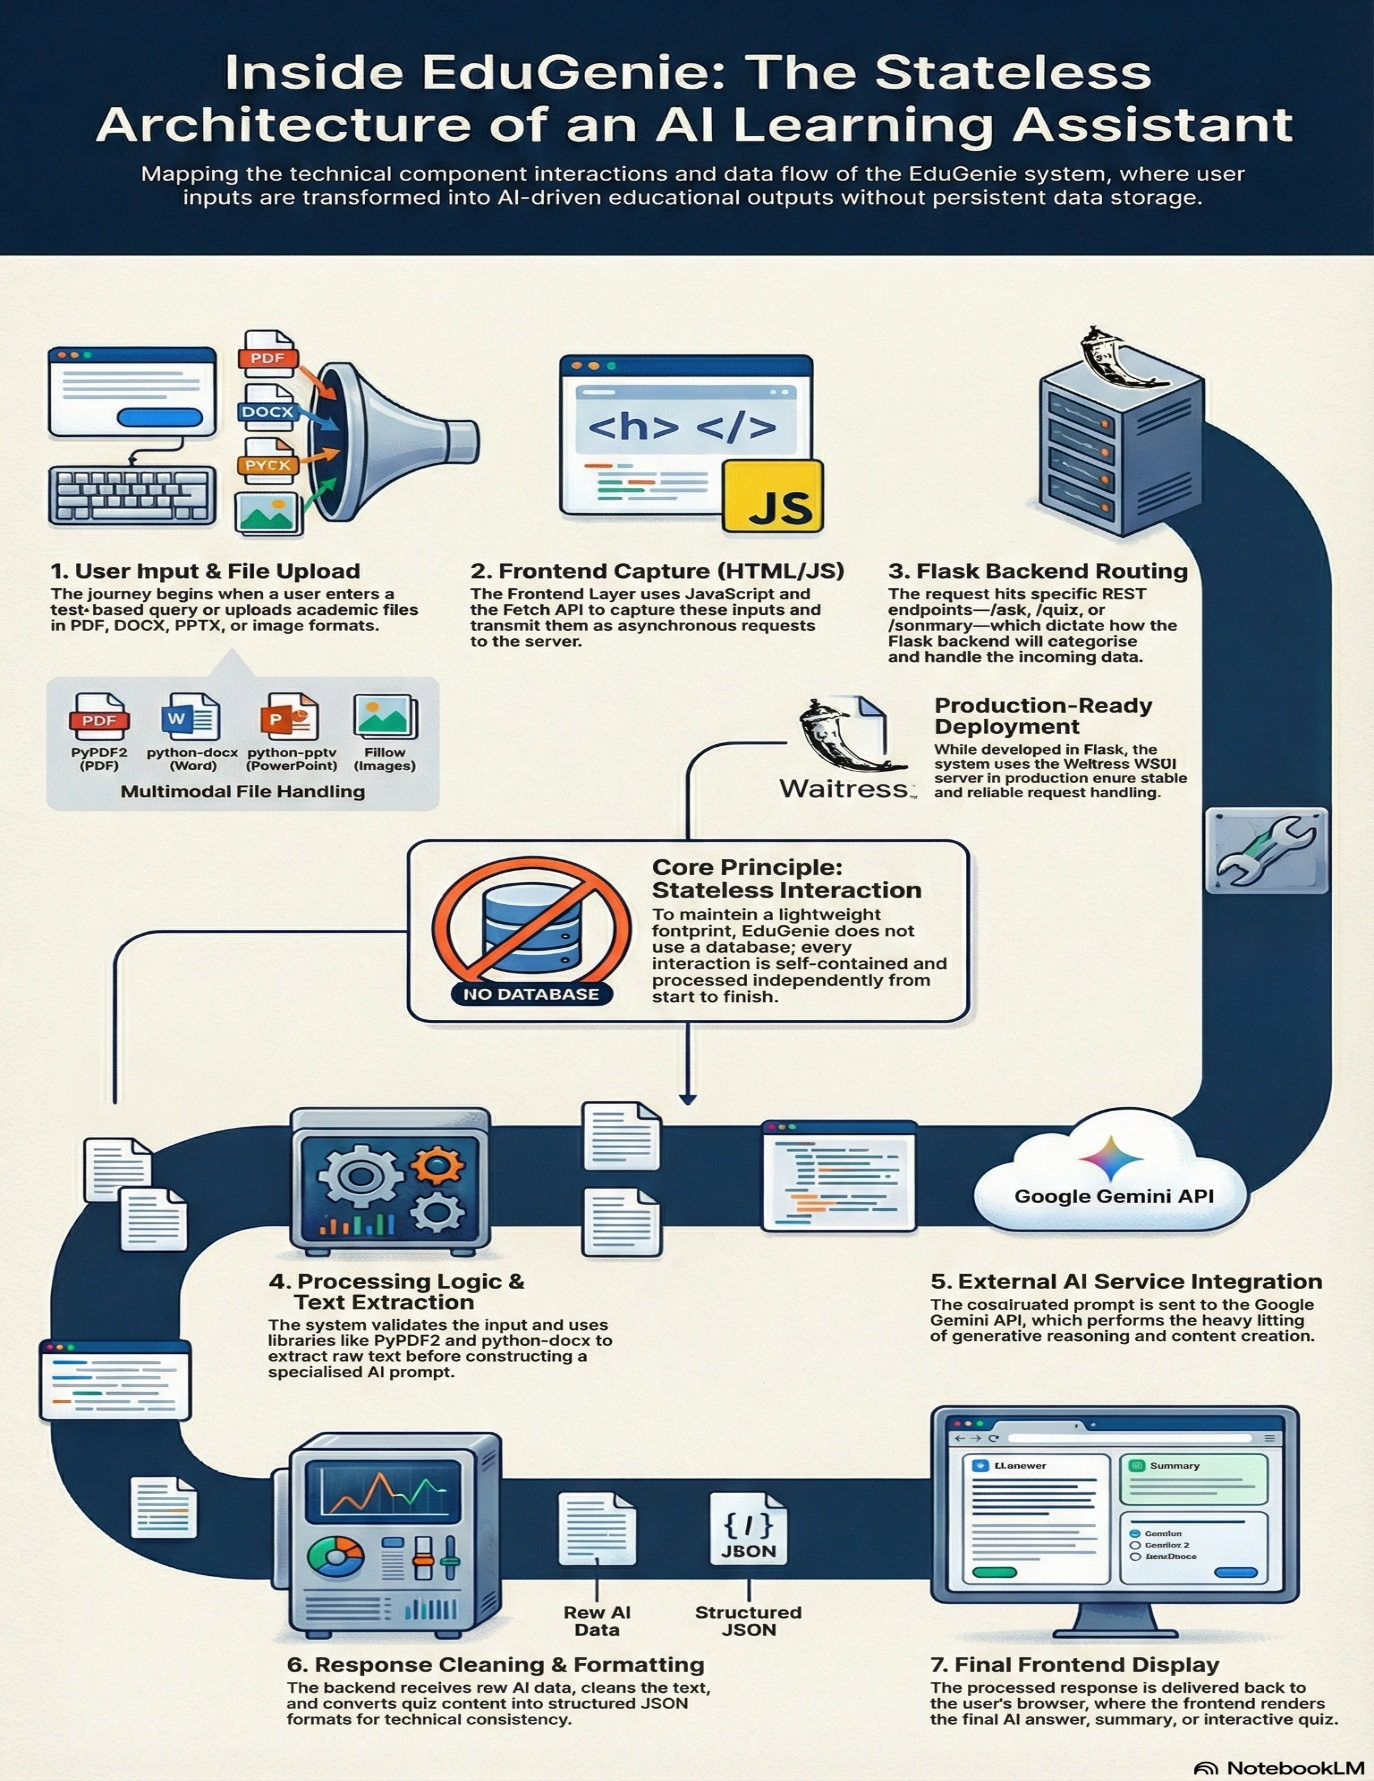 Inside EduGenie: The Stateless
Architecture of an AI Learning Assistant
Mapping the technical component interactions and data flow of the EduGenie system, where user
inputs are transformed into AI-driven educational outputs without persistent data storage.
PDF
DOCX
PYCX
<h> </>
JS
1. User Input & File Upload
The journey begins when a user enters a
test-based query or uploads academic files
in PDF, DOCX, PPTX, or image formats.
2. Frontend Capture (HTML/JS)
The Frontend Layer uses JavaScript and
the Fetch API to capture these inputs and
transmit them as asynchronous requests
to the server.
3. Flask Backend Routing
The request hits specific REST
endpoints—/ask, /quiz, or
/sonmary—which dictate how the
Flask backend will categorise
and handle the incoming data.
PDF
W
P
PyPDF2
(PDF)
python-docx
(Word)
python-pptv
(PowerPoint)
Fillow
(Images)
Multimodal File Handling
Waitress
Production-Ready
Deployment
While developed in Flask, the
system uses the Weltress WSUI
server in production enure stable
and reliable request handling.
NO DATABASE
Core Principle:
Stateless Interaction
To maintain a lightweight
fontprint, EduGenie does not
use a database; every
interaction is self-contained and
processed independently from
start to finish.
Google Gemini API
4. Processing Logic &
Text Extraction
The system validates the input and uses
libraries like PyPDF2 and python-docx to
extract raw text before constructing a
specialised AI prompt.
5. External AI Service Integration
The cosairuated prompt is sent to the Google
Gemini API, which performs the heavy litting
of generative reasoning and content creation.
{/}
JBON
Rew AI
Data
Structured
JSON
LLanewer
Summary
6. Response Cleaning & Formatting
The backend receives rew AI data, cleans the text,
and converts quiz content into structured JSON
formats for technical consistency.
7. Final Frontend Display
The processed response is delivered back to
the user's browser, where the frontend renders
the final AI answer, summary, or interactive quiz.
NotebookLM